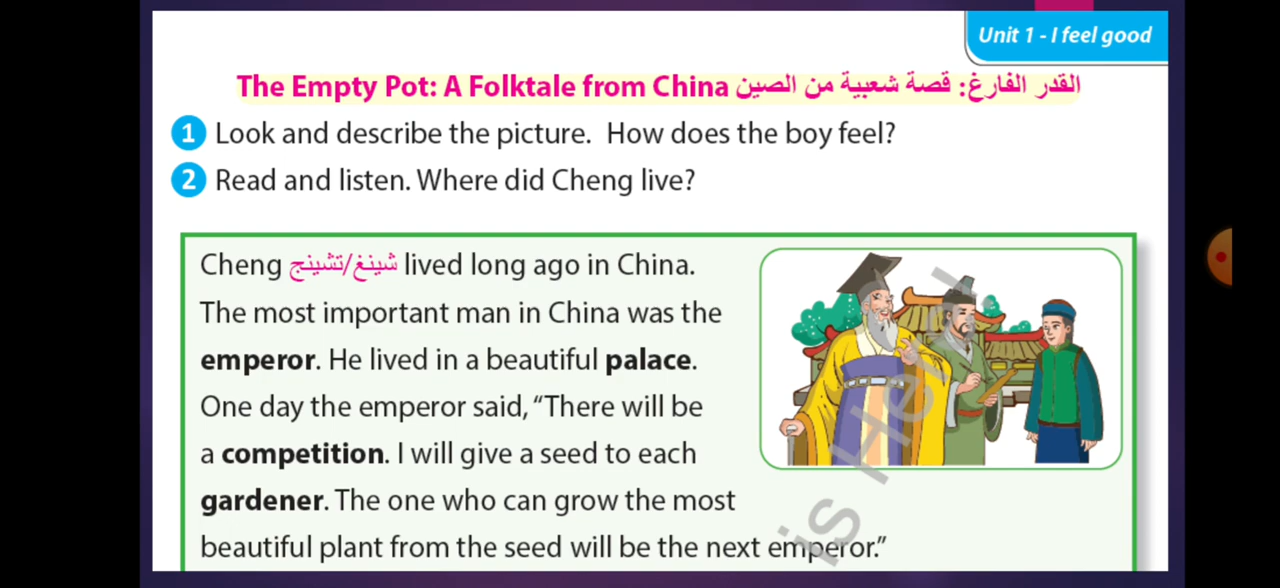 Unit 1 - I feel good
The Empty Pot: A Folktale from China القدر الفارغ: قصة شعبية من الصين
1 Look and describe the picture. How does the boy feel?
2 Read and listen. Where did Cheng live?
Cheng شينغ/تشينج lived long ago in China.
The most important man in China was the
emperor. He lived in a beautiful palace.
One day the emperor said, “There will be
a competition. I will give a seed to each
gardener. The one who can grow the most
beautiful plant from the seed will be the next emperor.”
is